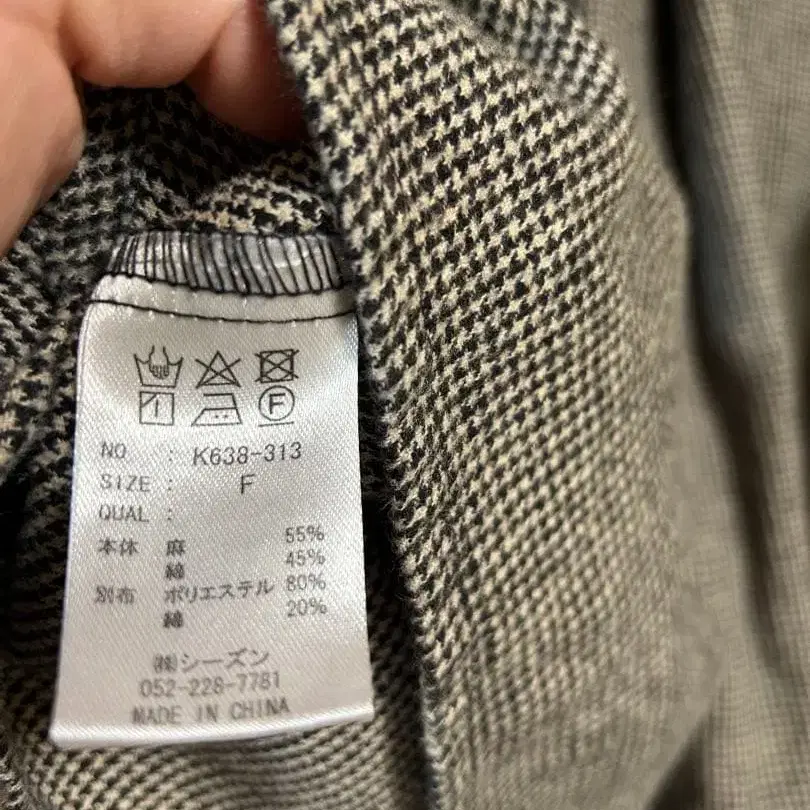 F
NO : K638-313
SIZE : F
QUAL :
本体 麻 55%
綿 45%
別布 ポリエステル 80%
綿 20%
㈱シーズン
052-228-7781
MADE IN CHINA